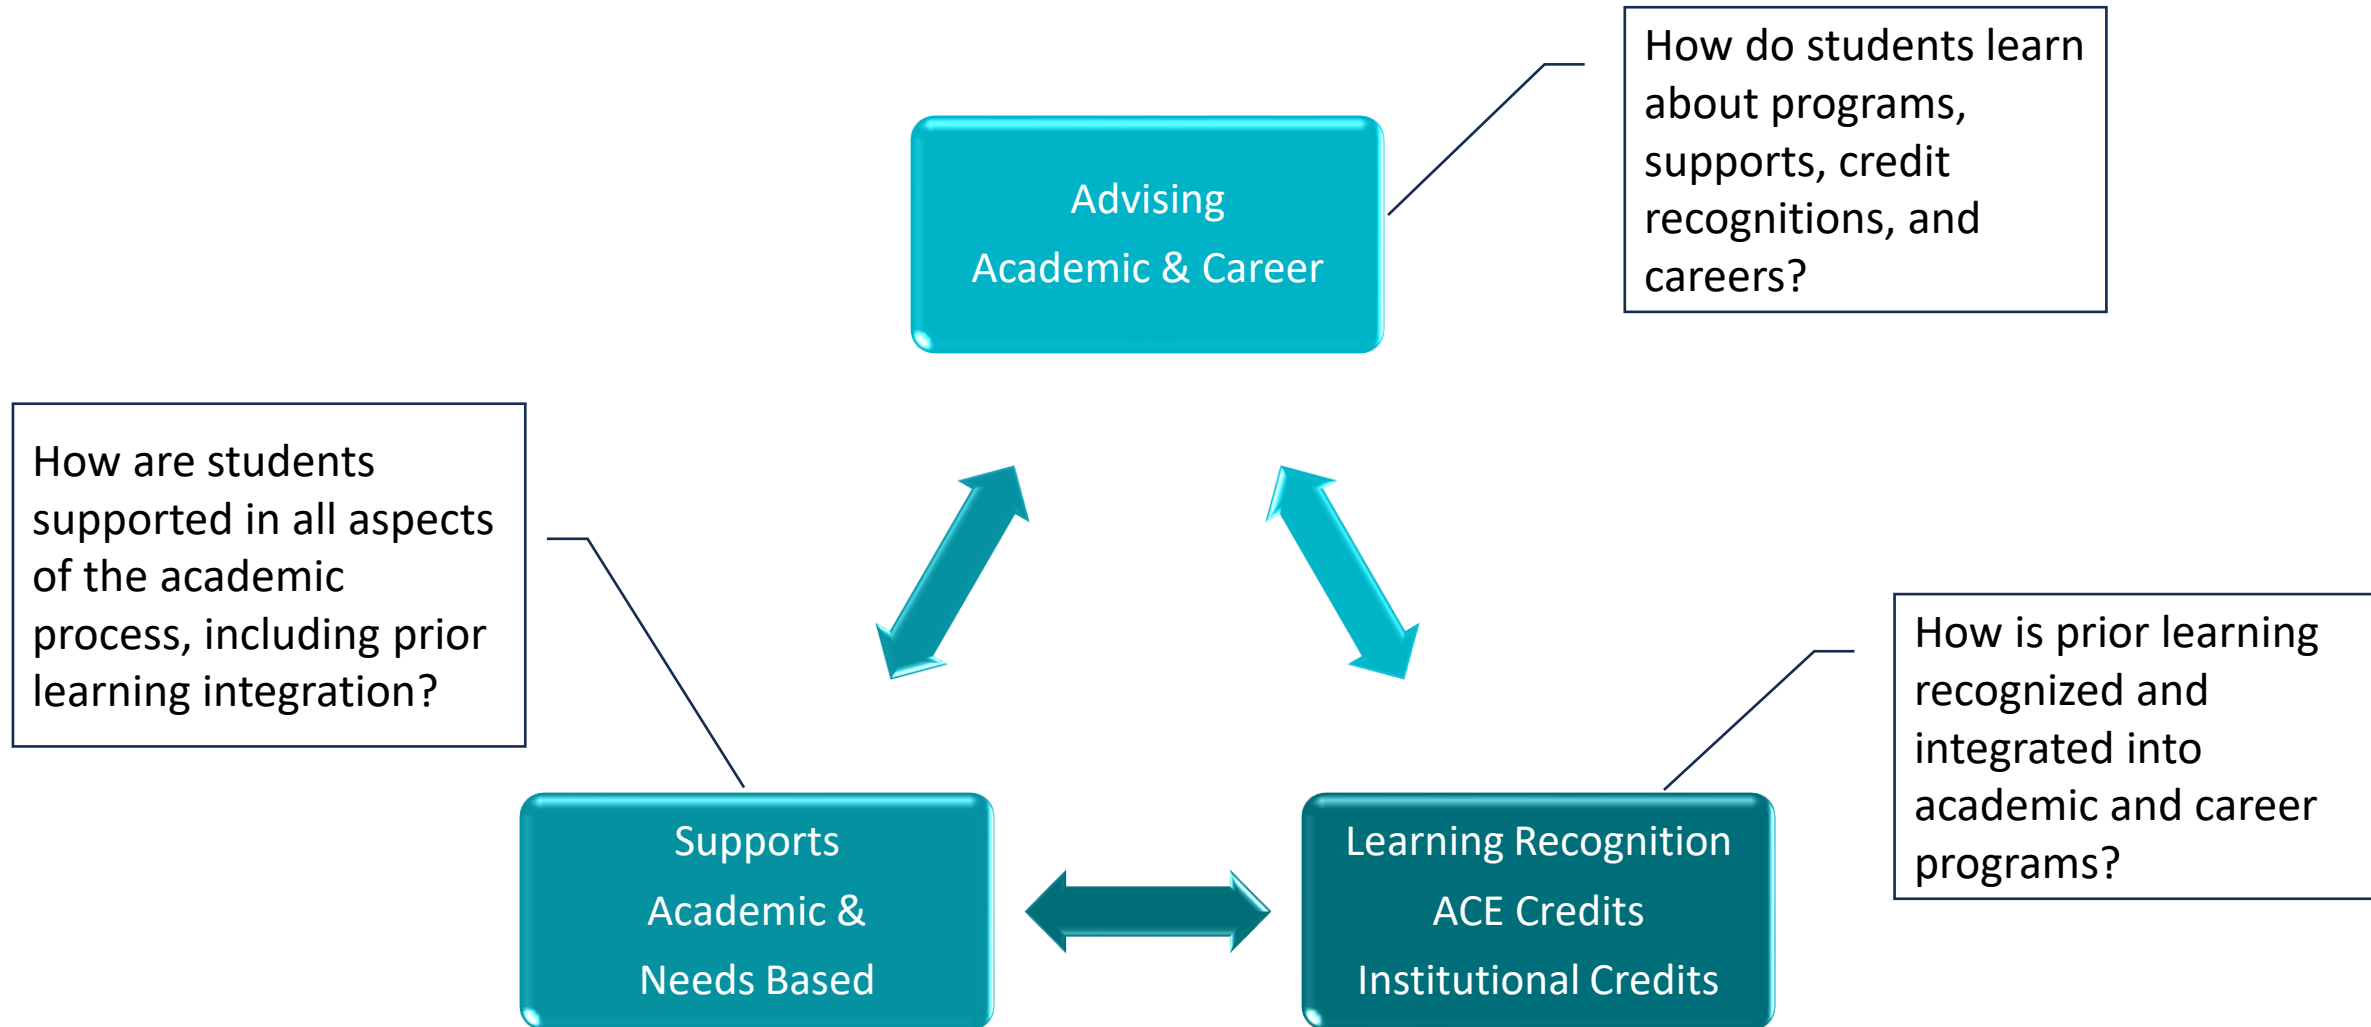 How do students learn
about programs,
supports, credit
recognitions, and
careers?
Advising
Academic & Career
How are students
supported in all aspects
of the academic
process, including prior
learning integration?
How is prior learning
recognized and
integrated into
academic and career
programs?
Supports
Academic &
Needs Based
Learning Recognition
ACE Credits
Institutional Credits